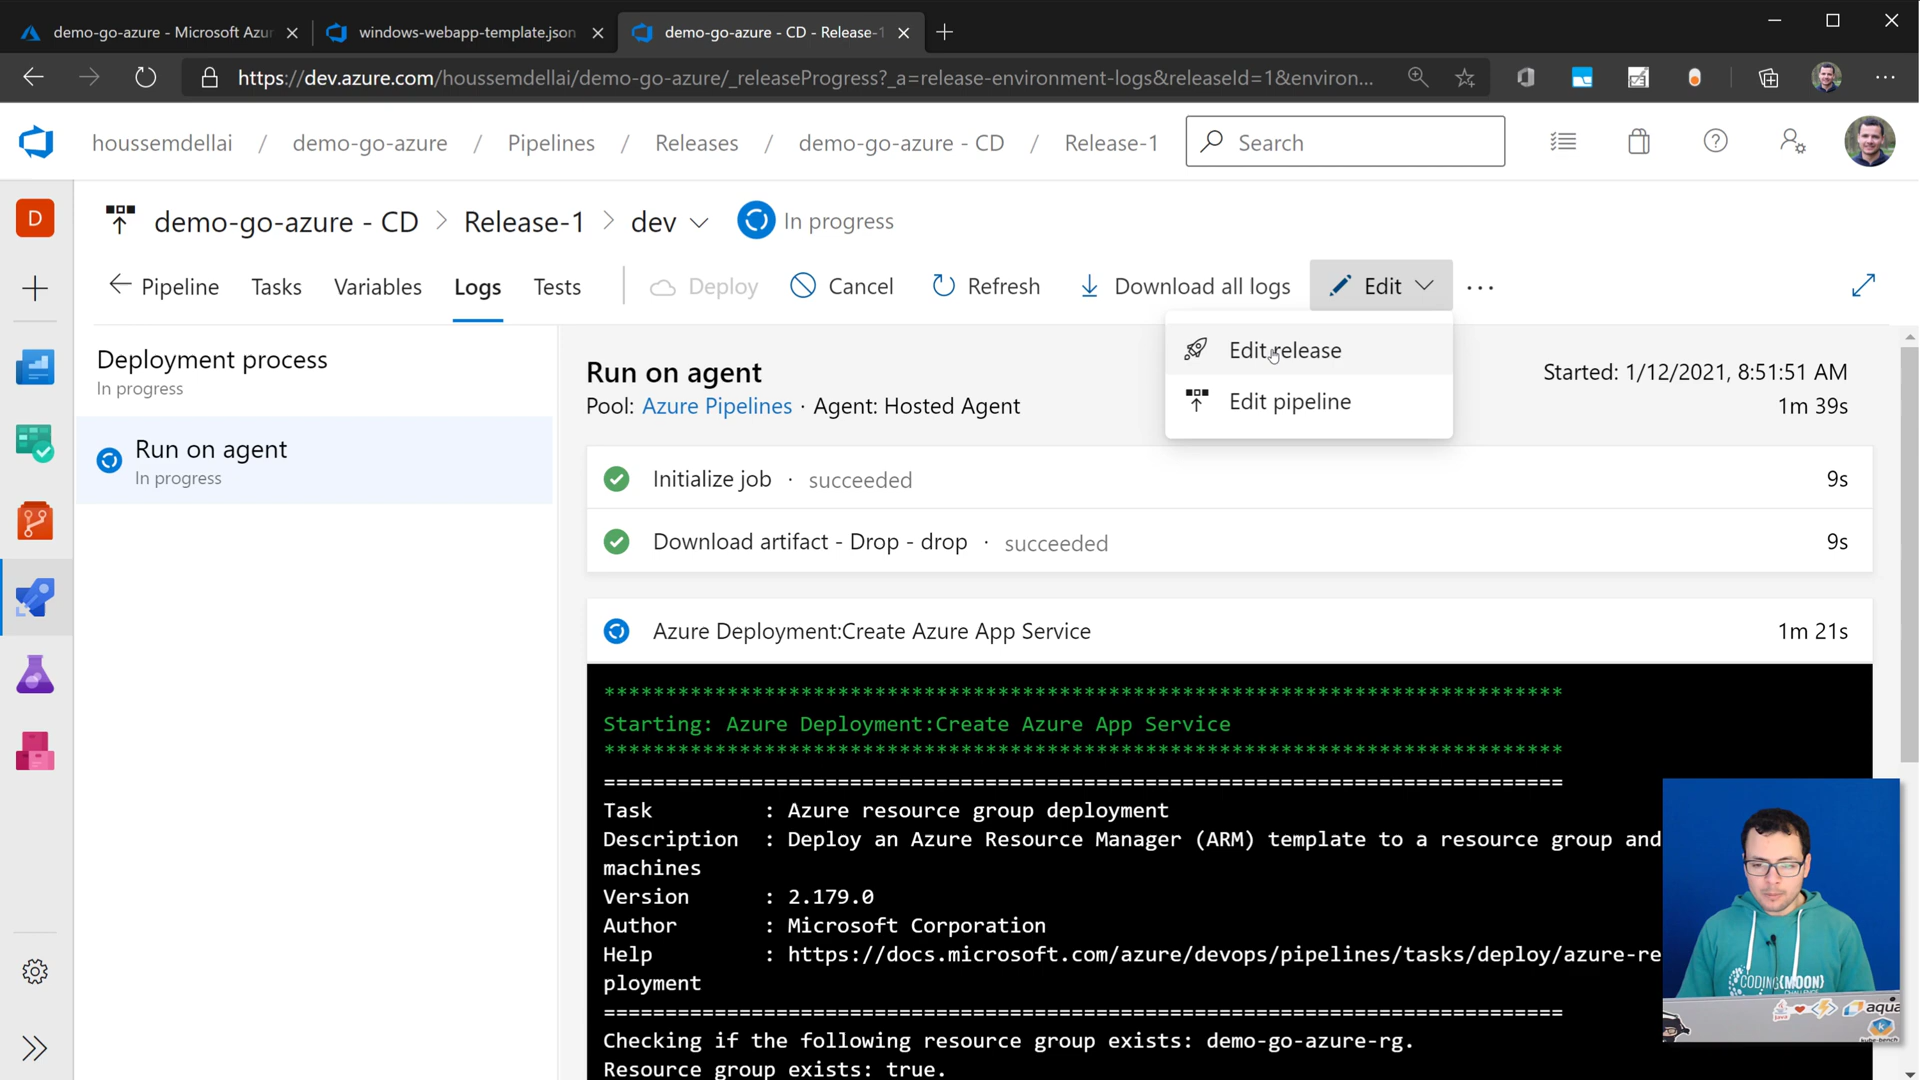 demo-go-azure - Microsoft Azur
windows-webapp-template.json
demo-go-azure - CD - Release-1
https://dev.azure.com/houssemdellai/demo-go-azure/_releaseProgress?_a=release-environment-logs&releaseId=1&environ...
houssemdellai / demo-go-azure / Pipelines / Releases / demo-go-azure - CD / Release-1
Search
D
demo-go-azure - CD > Release-1 > dev
In progress
Pipeline
Tasks
Variables
Logs
Tests
Deploy
Cancel
Refresh
Download all logs
Edit
Edit release
Edit pipeline
Deployment process
In progress
Run on agent
In progress
Run on agent
Pool: Azure Pipelines · Agent: Hosted Agent
Started: 1/12/2021, 8:51:51 AM
1m 39s
Initialize job · succeeded
9s
Download artifact - Drop - drop · succeeded
9s
Azure Deployment:Create Azure App Service
1m 21s
******************************************************************************
Starting: Azure Deployment:Create Azure App Service
******************************************************************************
==============================================================================
Task : Azure resource group deployment
Description : Deploy an Azure Resource Manager (ARM) template to a resource group and
machines
Version : 2.179.0
Author : Microsoft Corporation
Help : https://docs.microsoft.com/azure/devops/pipelines/tasks/deploy/azure-re
ployment
==============================================================================
Checking if the following resource group exists: demo-go-azure-rg.
Resource group exists: true.
CODING(MOON)
CHALLENGE
aqua
kube-bench